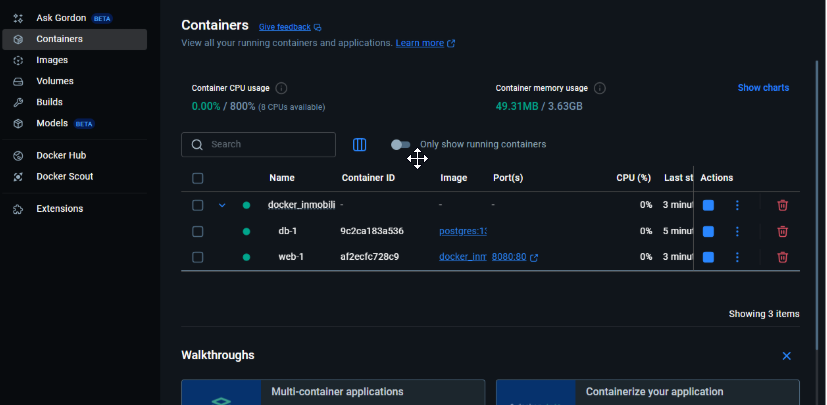 Ask Gordon BETA
Containers
Images
Volumes
Builds
Models BETA
Docker Hub
Docker Scout
Extensions
Containers Give feedback
View all your running containers and applications. Learn more
Container CPU usage
0.00% / 800% (8 CPUs available)
Container memory usage
49.31MB / 3.63GB
Show charts
Search
Only show running containers
Name Container ID Image Port(s) CPU (%) Last st Actions
docker_inmobili - - - 0% 3 minut
db-1 9c2ca183a536 postgres:1 0% 5 minut
web-1 af2ecfc728c9 docker_inm 8080:80 0% 3 minut
Showing 3 items
Walkthroughs
Multi-container applications
Containerize your application